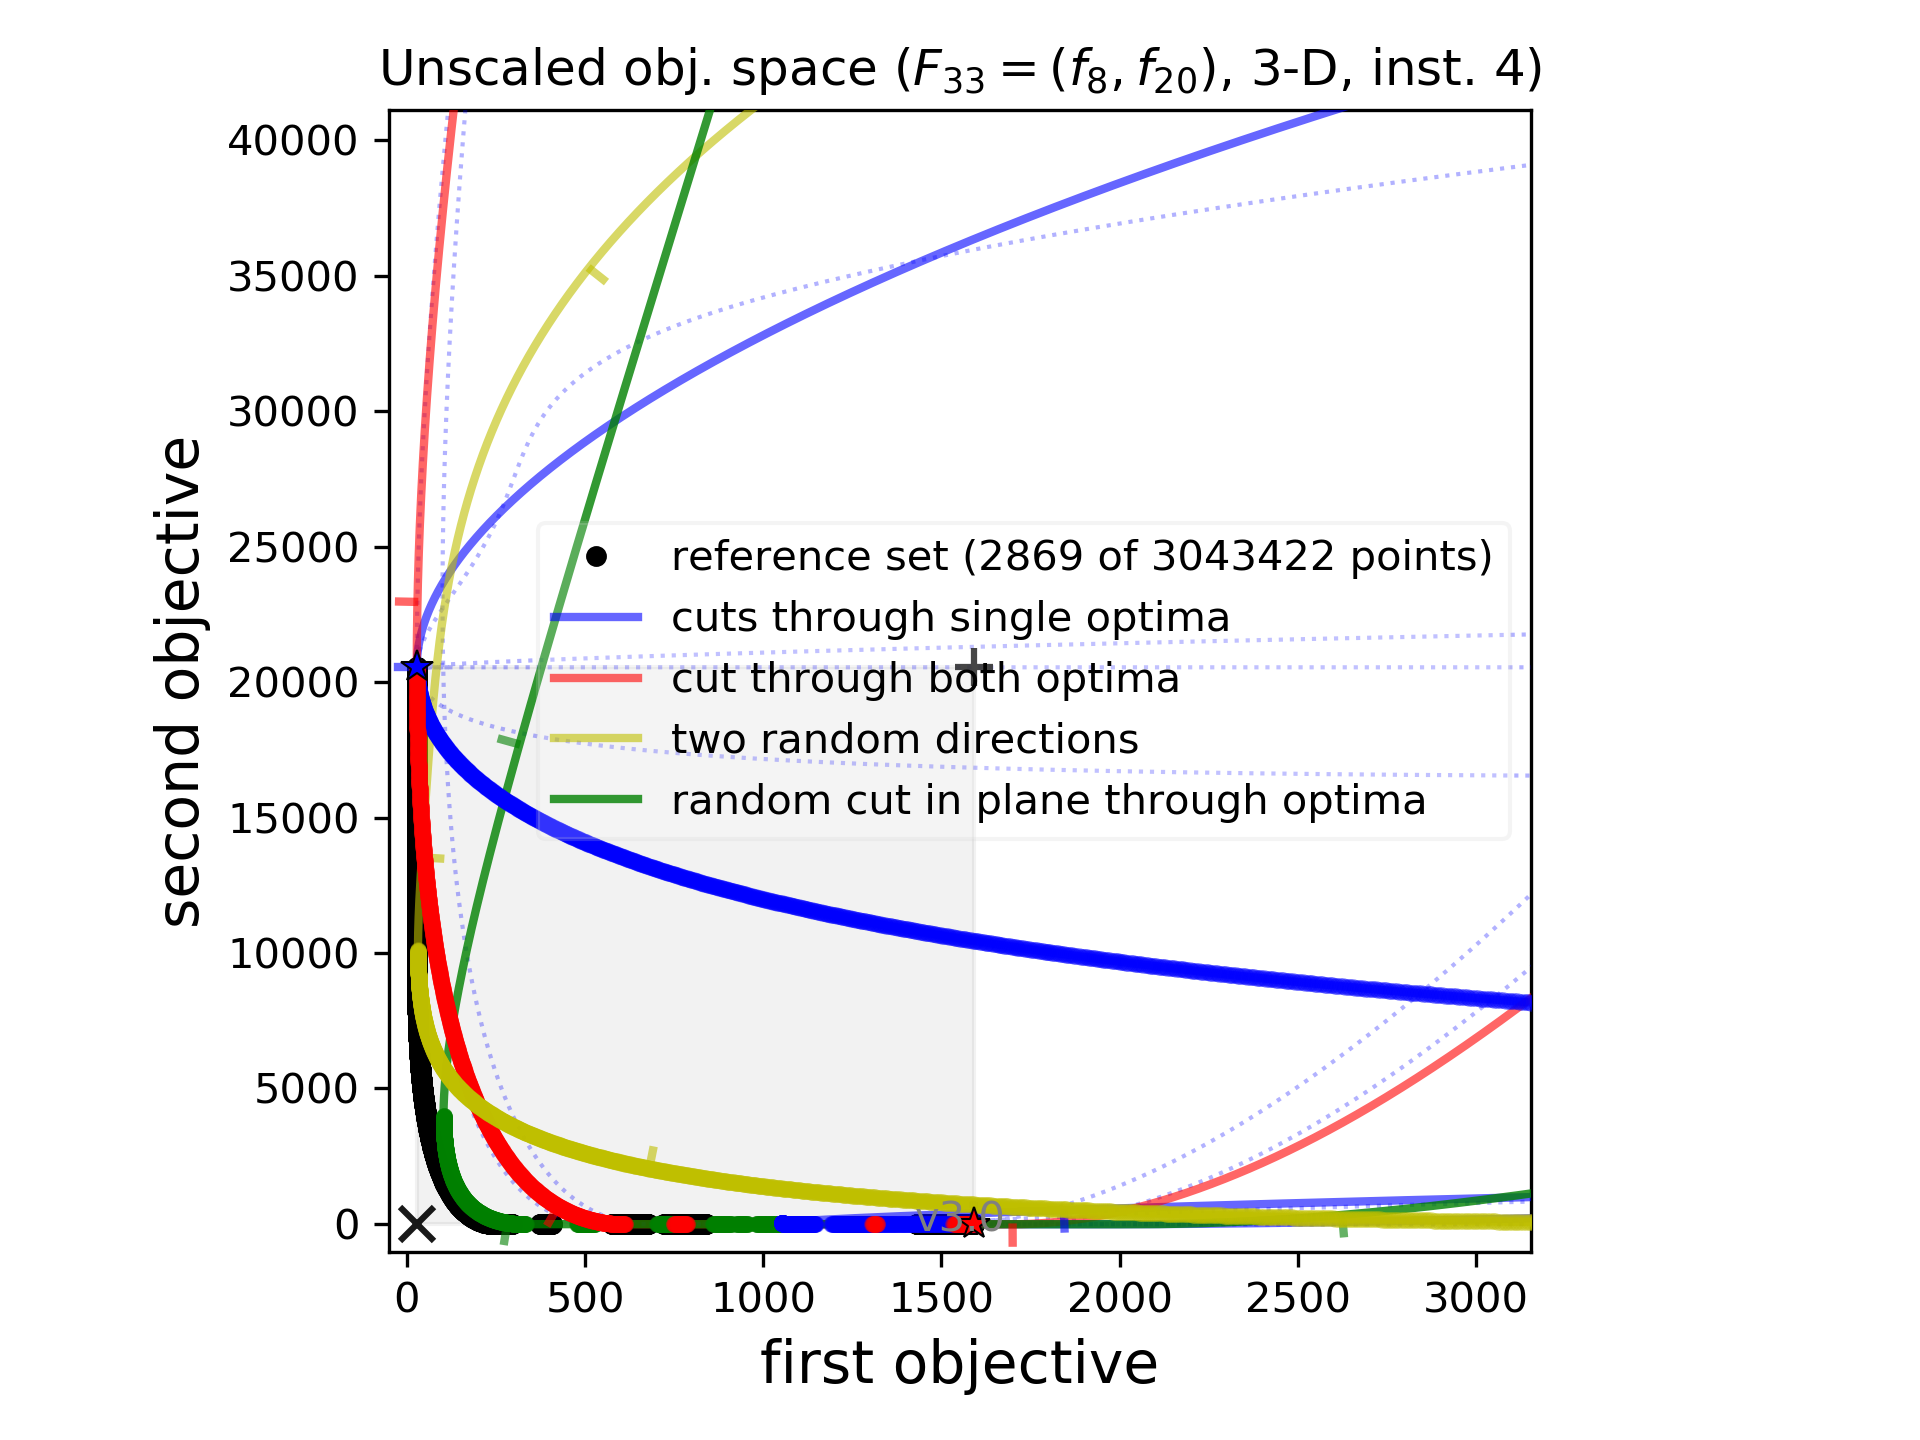 Unscaled obj. space (F33 = (f8, f20), 3-D, inst. 4)
40000
35000
30000
25000
20000
15000
10000
5000
0
second objective
reference set (2869 of 3043422 points)
cuts through single optima
cut through both optima
two random directions
random cut in plane through optima
v3.0
0 500 1000 1500 2000 2500 3000
first objective